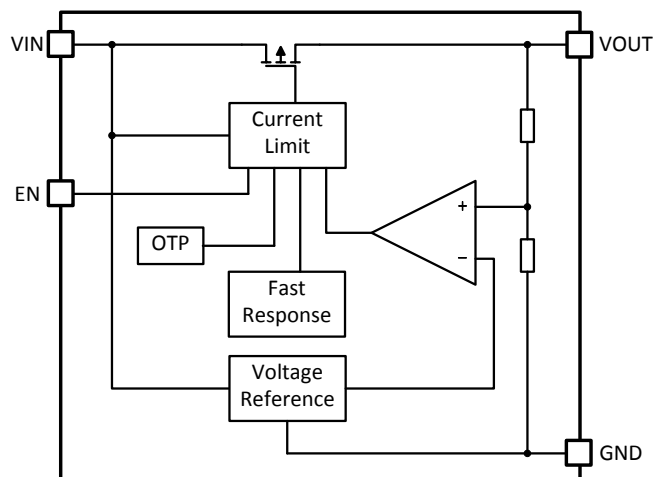 VIN
VOUT
Current
Limit
EN
+
OTP
−
Fast
Response
Voltage
Reference
GND